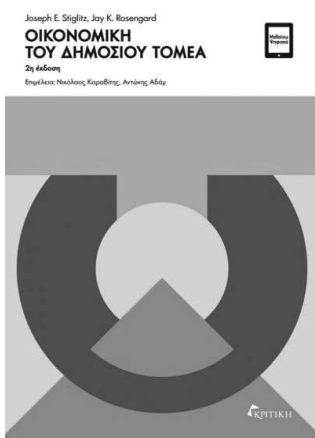 Joseph E. Stiglitz, Jay K. Rosengard
ΟΙΚΟΝΟΜΙΚΗ
ΤΟΥ ΔΗΜΟΣΙΟΥ ΤΟΜΕΑ
2η έκδοση
Επιμέλεια: Νικόλαος Καραβίτης, Αντώνης Αδάμ
ΚΡΙΤΙΚΗ